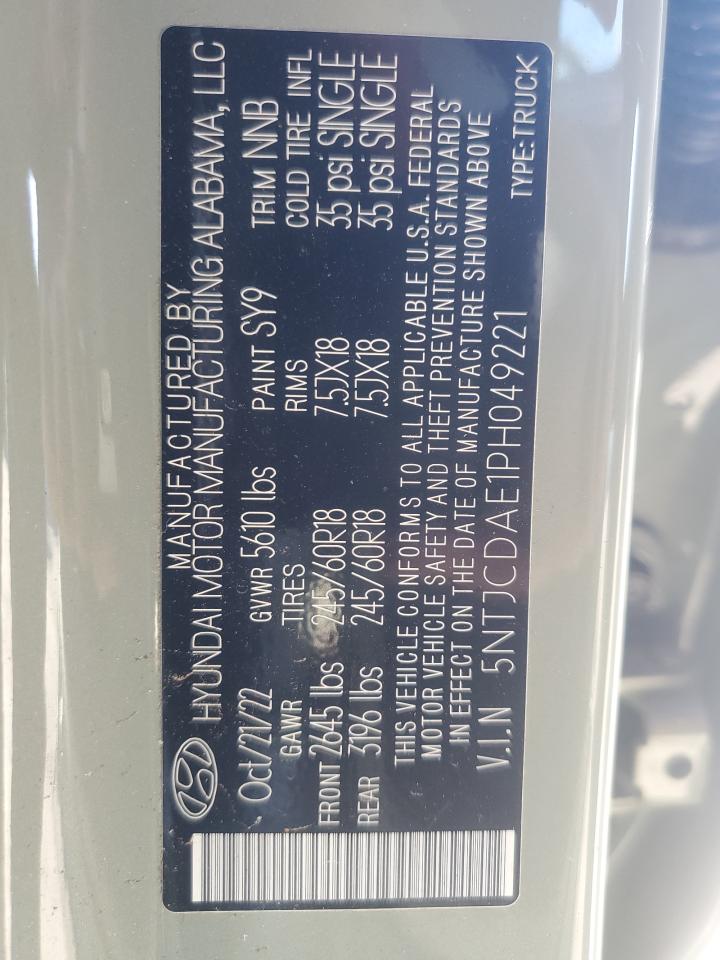 MANUFACTURED BY
HYUNDAI MOTOR MANUFACTURING ALABAMA, LLC
Oct/21/22 GVWR 5610 lbs PAINT SY9 TRIM NNB
GAWR TIRES RIMS COLD TIRE INFL
FRONT 2645 lbs 245/60R18 7.5JX18 35 psi SINGLE
REAR 3196 lbs 245/60R18 7.5JX18 35 psi SINGLE
THIS VEHICLE CONFORMS TO ALL APPLICABLE U.S.A. FEDERAL
MOTOR VEHICLE SAFETY AND THEFT PREVENTION STANDARDS
IN EFFECT ON THE DATE OF MANUFACTURE SHOWN ABOVE
V.I.N 5NTJCDAE1PH049221 TYPE:TRUCK